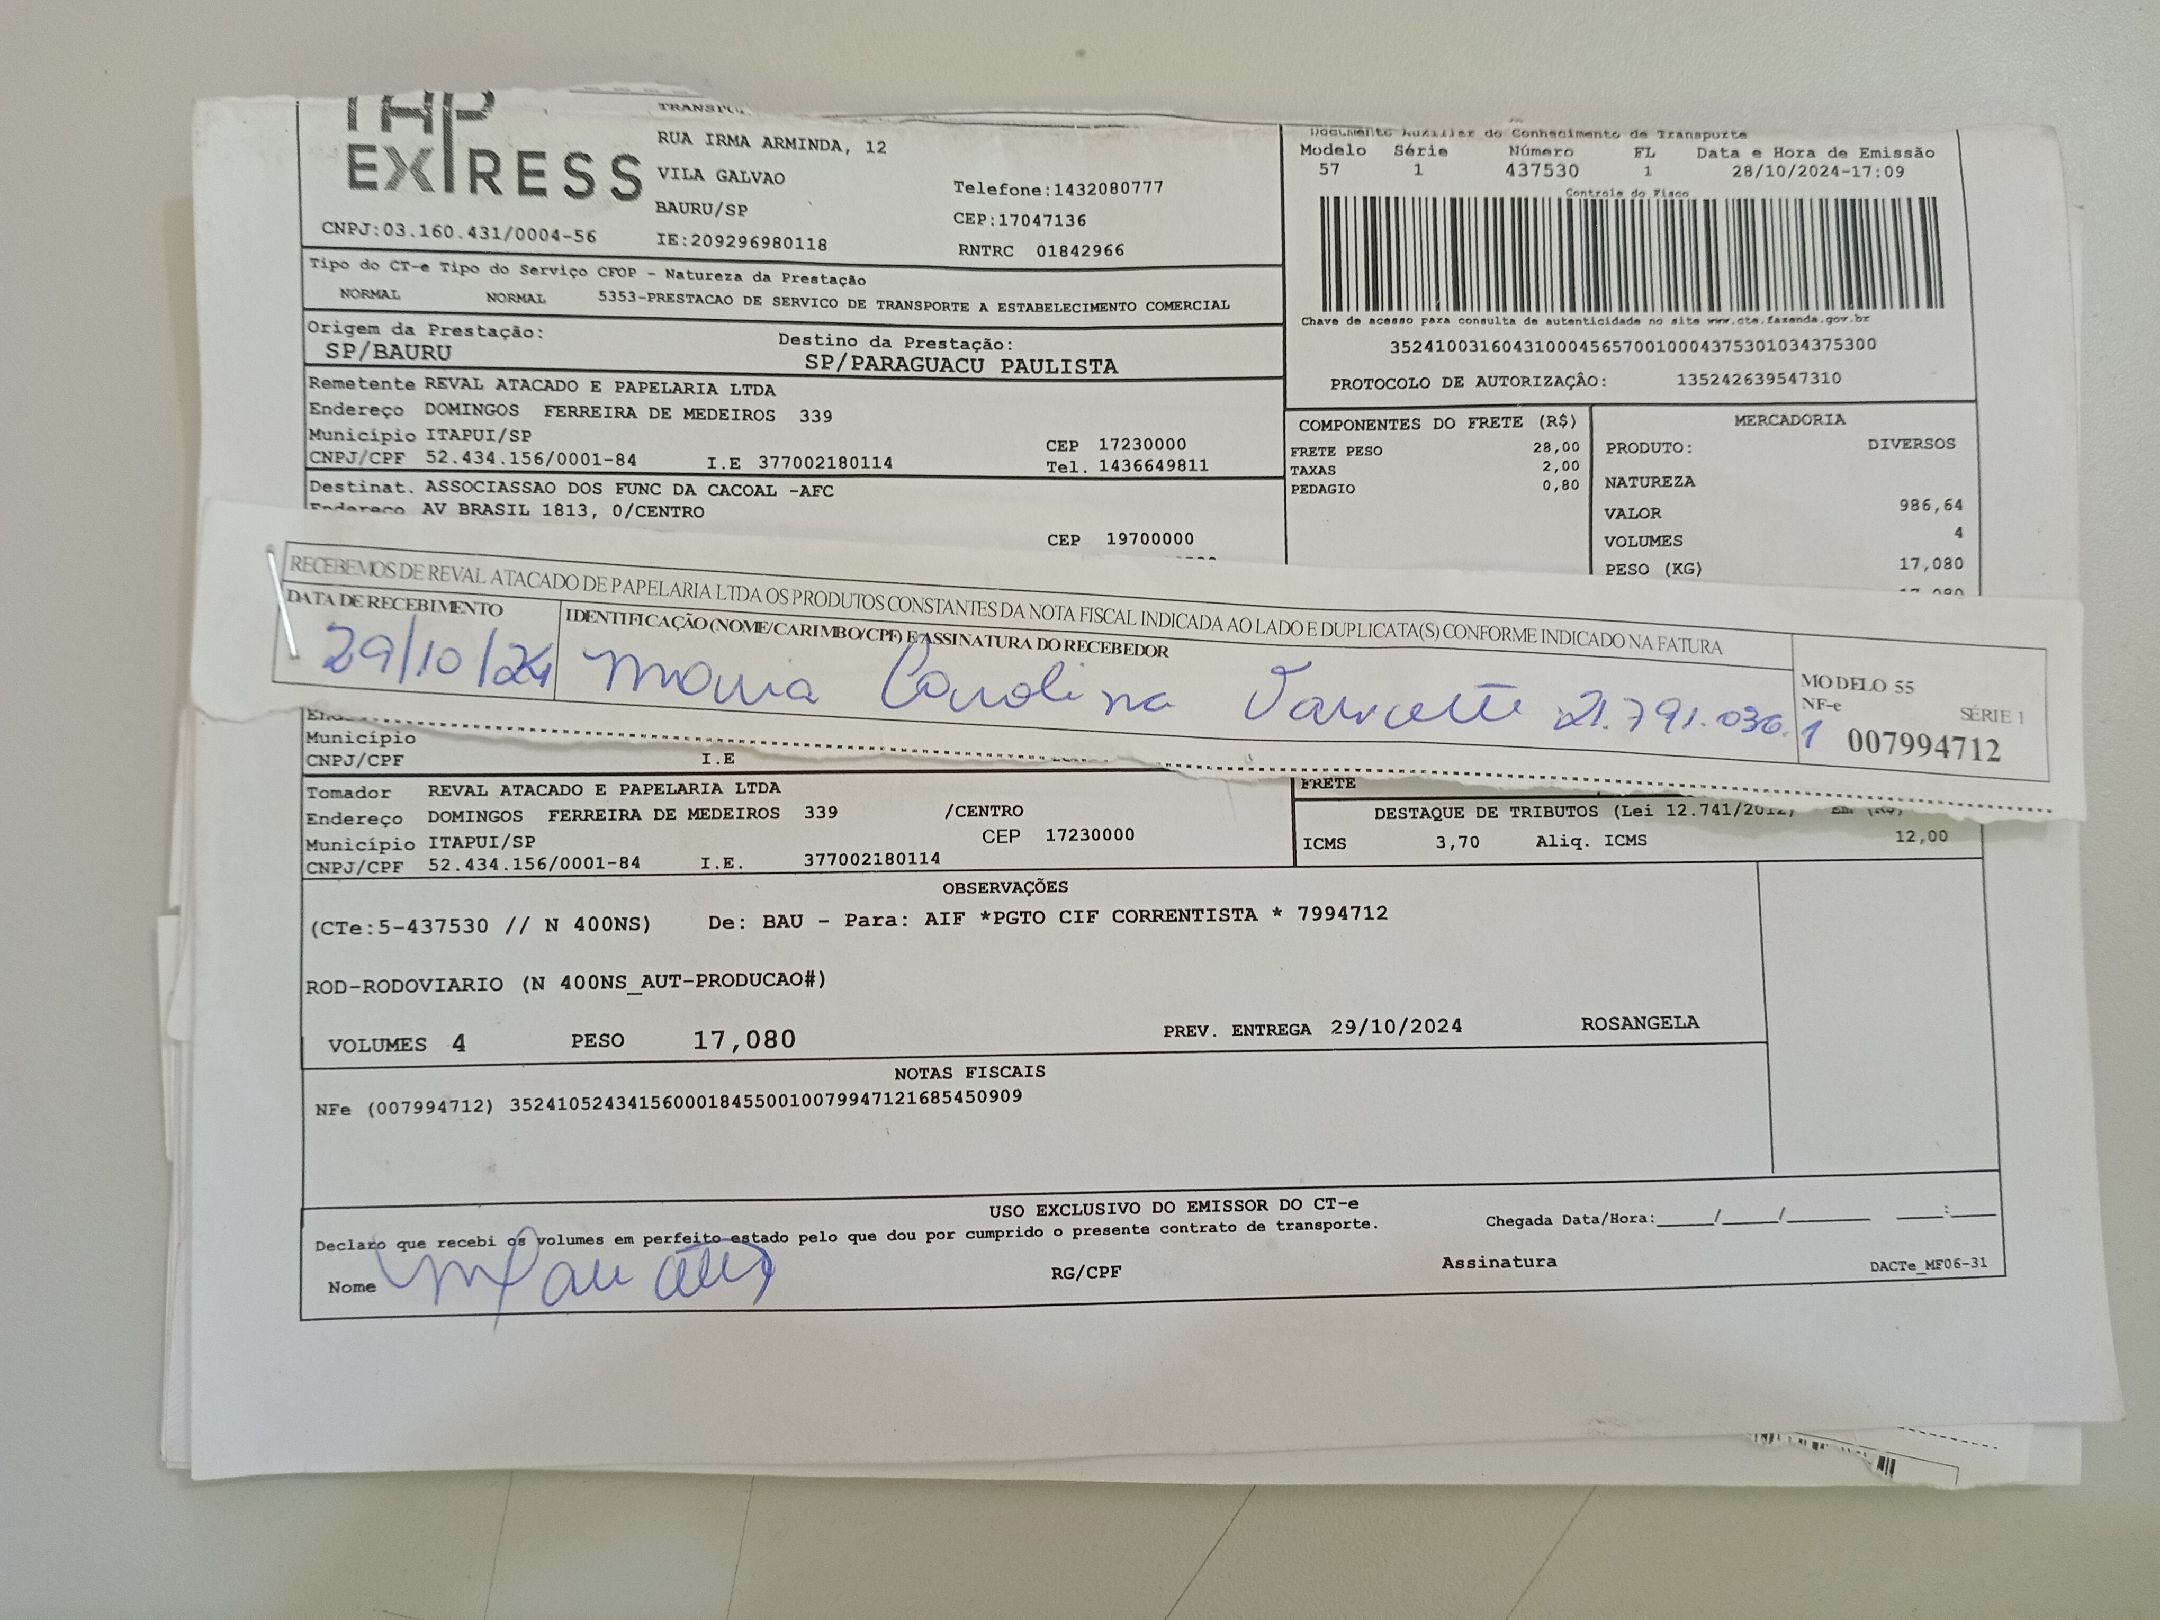 EXPRESS
RUA IRMA ARMINDA, 12
VILA GALVAO
BAURU/SP
Telefone:1432080777
CEP:17047136
CNPJ:03.160.431/0004-56
IE:209296980118
RNTRC 01842966
Documento Auxiliar do Conhecimento de Transporte
Modelo Série Número FL Data e Hora de Emissão
57 1 437530 1 28/10/2024-17:09
Controle do Fisco
Chave de acesso para consulta de autenticidade no site www.cte.fazenda.gov.br
35241003160431000456570010004375301034375300
PROTOCOLO DE AUTORIZAÇÃO: 135242639547310
Tipo do CT-e Tipo do Serviço CFOP - Natureza da Prestação
NORMAL NORMAL 5353-PRESTACAO DE SERVICO DE TRANSPORTE A ESTABELECIMENTO COMERCIAL
Origem da Prestação: Destino da Prestação:
SP/BAURU SP/PARAGUACU PAULISTA
Remetente REVAL ATACADO E PAPELARIA LTDA
Endereço DOMINGOS FERREIRA DE MEDEIROS 339
Município ITAPUI/SP CEP 17230000
CNPJ/CPF 52.434.156/0001-84 I.E 377002180114 Tel. 1436649811
Destinat. ASSOCIASSAO DOS FUNC DA CACOAL -AFC
Endereço AV BRASIL 1813, 0/CENTRO
CEP 19700000
COMPONENTES DO FRETE (R$)
FRETE PESO 28,00
TAXAS 2,00
PEDAGIO 0,80
MERCADORIA
PRODUTO: DIVERSOS
NATUREZA
VALOR 986,64
VOLUMES 4
PESO (KG) 17,080
RECEBEMOS DE REVAL ATACADO DE PAPELARIA LTDA OS PRODUTOS CONSTANTES DA NOTA FISCAL INDICADA AO LADO E DUPLICATA(S) CONFORME INDICADO NA FATURA
DATA DE RECEBIMENTO
IDENTIFICAÇÃO (NOME/CARIMBO/CPF) E ASSINATURA DO RECEBEDOR
29/10/24 Maria Carolina 21.791.036.1
MODELO 55
NF-e SÉRIE 1
007994712
Município
CNPJ/CPF I.E
Tomador REVAL ATACADO E PAPELARIA LTDA
Endereço DOMINGOS FERREIRA DE MEDEIROS 339 /CENTRO
Município ITAPUI/SP CEP 17230000
CNPJ/CPF 52.434.156/0001-84 I.E. 377002180114
FRETE
DESTAQUE DE TRIBUTOS (Lei 12.741/2012) Em (R$)
ICMS 3,70 Aliq. ICMS 12,00
OBSERVAÇÕES
(CTe:5-437530 // N 400NS) De: BAU - Para: AIF *PGTO CIF CORRENTISTA * 7994712
ROD-RODOVIARIO (N 400NS_AUT-PRODUCAO#)
VOLUMES 4 PESO 17,080 PREV. ENTREGA 29/10/2024 ROSANGELA
NOTAS FISCAIS
NFe (007994712) 35241052434156000184550010079947121685450909
USO EXCLUSIVO DO EMISSOR DO CT-e
Declaro que recebi os volumes em perfeito estado pelo que dou por cumprido o presente contrato de transporte.
Chegada Data/Hora:____/____/______ ____:____
Nome RG/CPF Assinatura DACTe_MF06-31